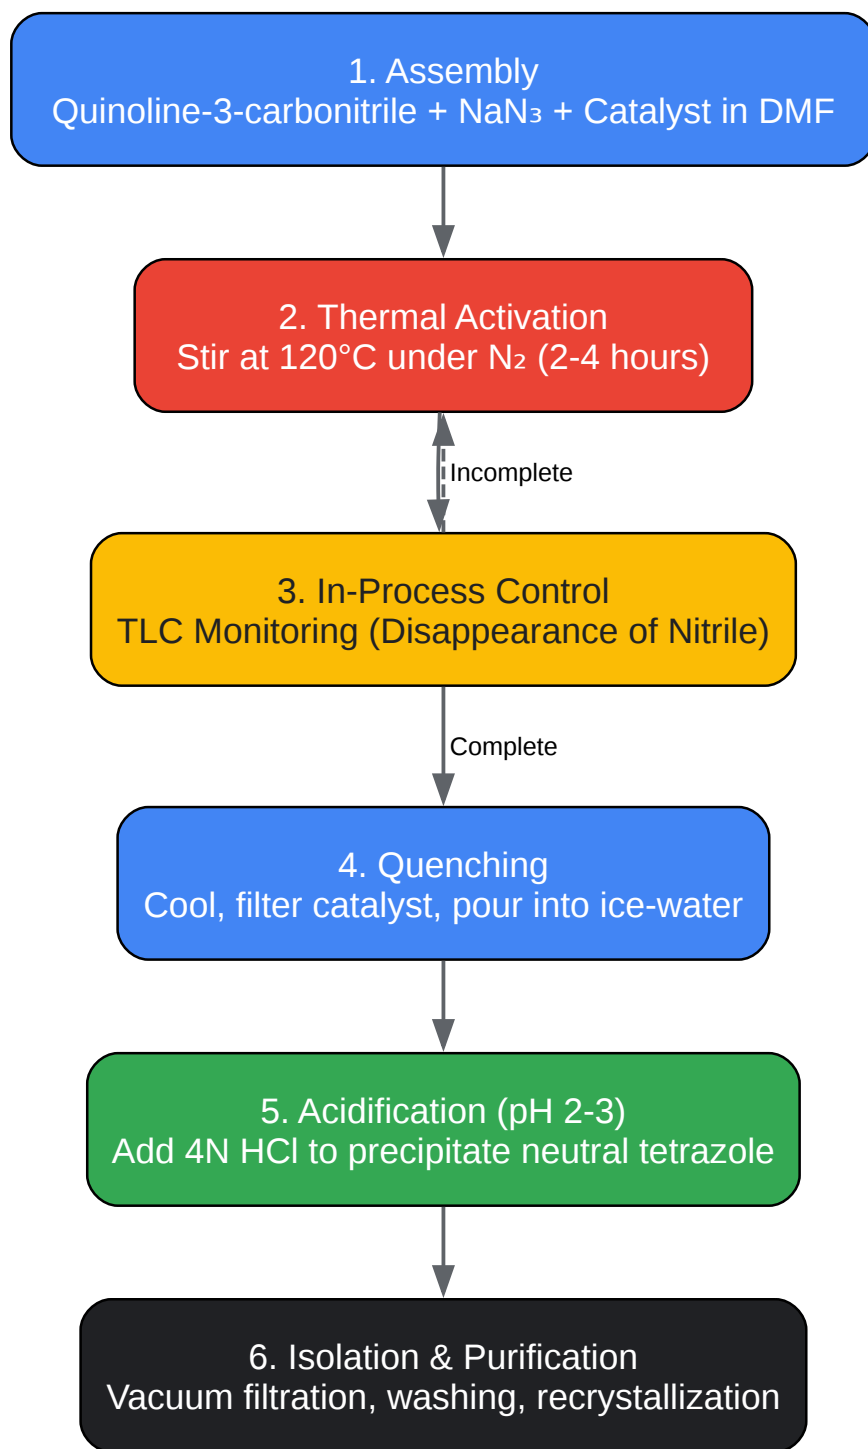 1. Assembly
Quinoline-3-carbonitrile + NaN₃ + Catalyst in DMF
2. Thermal Activation
Stir at 120°C under N₂ (2-4 hours)
Incomplete
3. In-Process Control
TLC Monitoring (Disappearance of Nitrile)
Complete
4. Quenching
Cool, filter catalyst, pour into ice-water
5. Acidification (pH 2-3)
Add 4N HCl to precipitate neutral tetrazole
6. Isolation & Purification
Vacuum filtration, washing, recrystallization